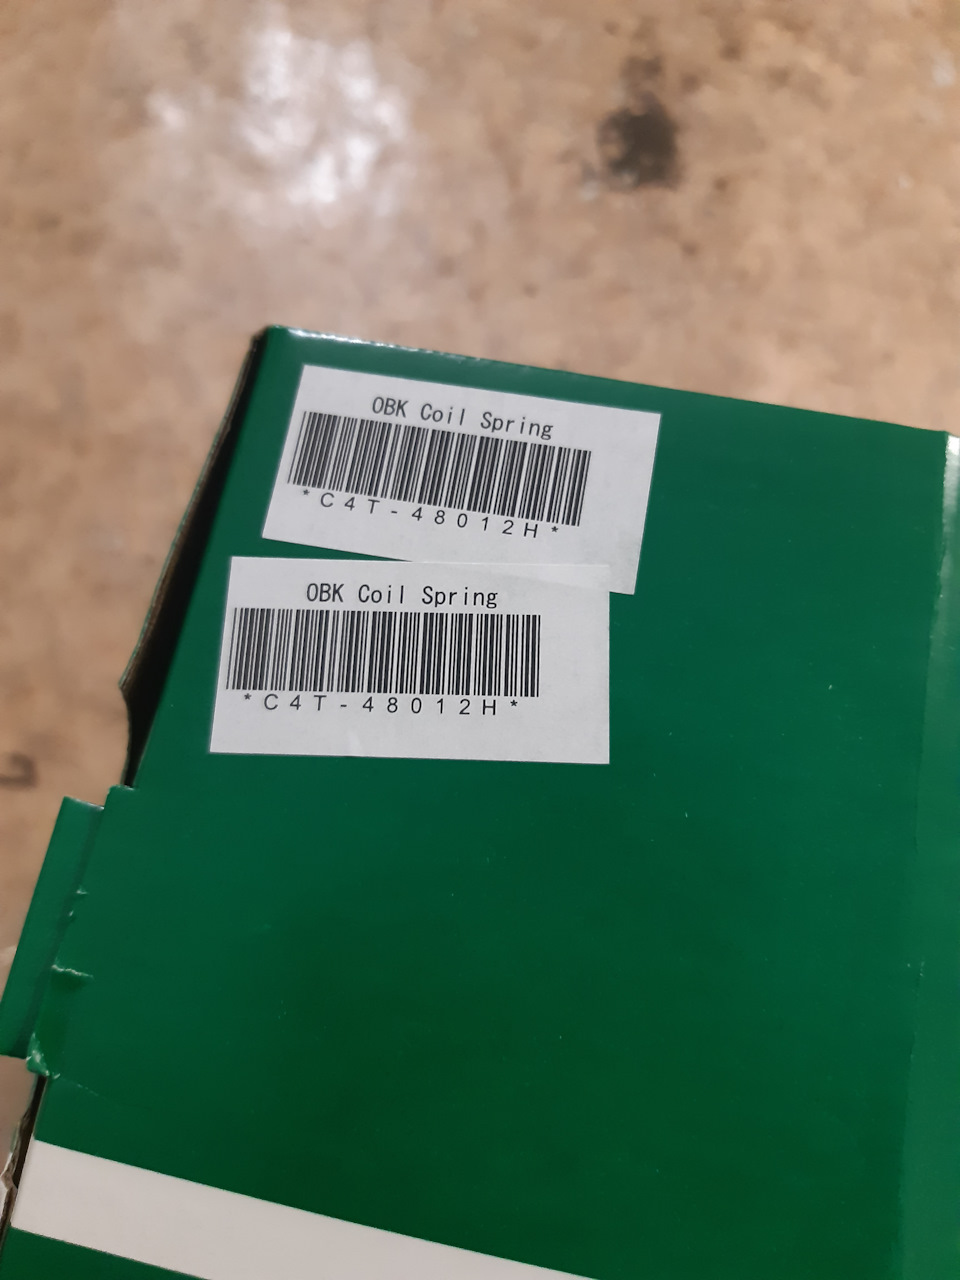 OBK Coil Spring
*C4T-48012H*
OBK Coil Spring
*C4T-48012H*